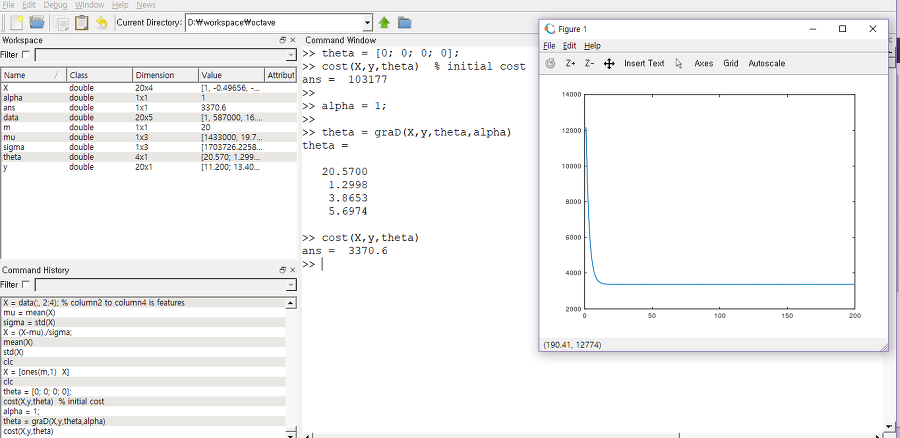 File Edit Debug Window Help News
Current Directory: D:₩workspace₩octave
Workspace
Filter
Name Class Dimension Value Attribut
X double 20x4 [1, -0.49656, -...
alpha double 1x1 1
ans double 1x1 3370.6
data double 20x5 [1, 587000, 16....
m double 1x1 20
mu double 1x3 [1433000, 19.7...
sigma double 1x3 [1703726.2258...
theta double 4x1 [20.570; 1.299...
y double 20x1 [11.200; 13.40...
Command History
Filter
X = data(:, 2:4); % column2 to column4 is features
mu = mean(X)
sigma = std(X)
X = (X-mu)./sigma;
mean(X)
std(X)
clc
X = [ones(m,1) X]
clc
theta = [0; 0; 0; 0];
cost(X,y,theta) % initial cost
alpha = 1;
theta = graD(X,y,theta,alpha)
cost(X,y,theta)
Command Window
>> theta = [0; 0; 0; 0];
>> cost(X,y,theta) % initial cost
ans = 103177
>>
>> alpha = 1;
>>
>> theta = graD(X,y,theta,alpha)
theta =
20.5700
1.2998
3.8653
5.6974
>> cost(X,y,theta)
ans = 3370.6
>>
Figure 1
File Edit Help
Z+ Z- Insert Text Axes Grid Autoscale
14000
12000
10000
8000
6000
4000
2000
0 50 100 150 200
(190.41, 12774)